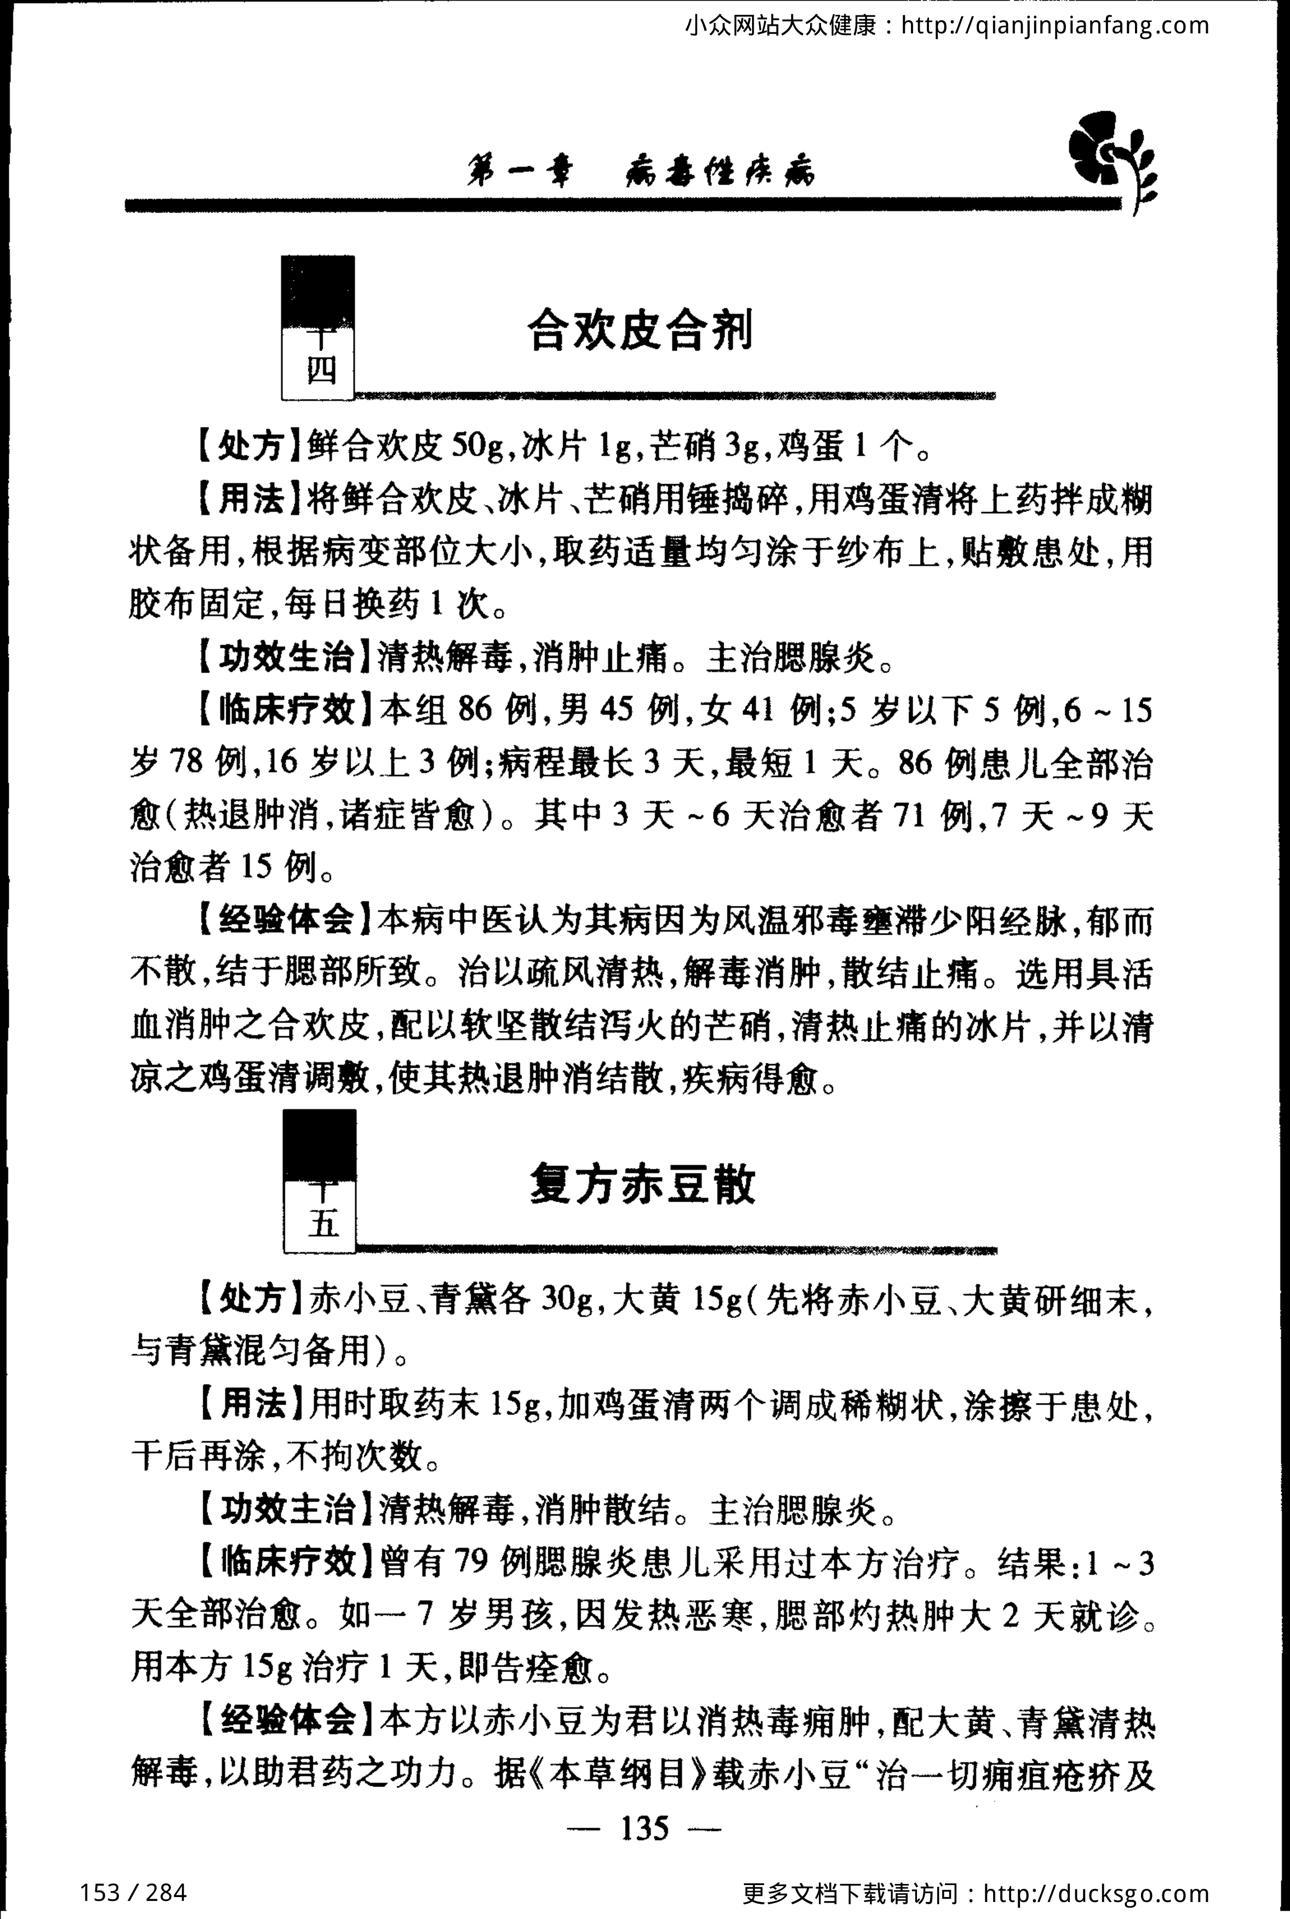 小众网站大众健康：http://qianjinpianfang.com
第一章 病毒性疾病
十四
合欢皮合剂
【处方】鲜合欢皮 50g,冰片 1g,芒硝 3g,鸡蛋 1 个。
【用法】将鲜合欢皮、冰片、芒硝用锤捣碎,用鸡蛋清将上药拌成糊
状备用,根据病变部位大小,取药适量均匀涂于纱布上,贴敷患处,用
胶布固定,每日换药 1 次。
【功效生治】清热解毒,消肿止痛。主治腮腺炎。
【临床疗效】本组 86 例,男 45 例,女 41 例;5 岁以下 5 例,6 ~ 15
岁 78 例,16 岁以上 3 例;病程最长 3 天,最短 1 天。86 例患儿全部治
愈(热退肿消,诸症皆愈)。其中 3 天 ~ 6 天治愈者 71 例,7 天 ~ 9 天
治愈者 15 例。
【经验体会】本病中医认为其病因为风温邪毒壅滞少阳经脉,郁而
不散,结于腮部所致。治以疏风清热,解毒消肿,散结止痛。选用具活
血消肿之合欢皮,配以软坚散结泻火的芒硝,清热止痛的冰片,并以清
凉之鸡蛋清调敷,使其热退肿消结散,疾病得愈。
十五
复方赤豆散
【处方】赤小豆、青黛各 30g,大黄 15g(先将赤小豆、大黄研细末,
与青黛混匀备用)。
【用法】用时取药末 15g,加鸡蛋清两个调成稀糊状,涂擦于患处,
干后再涂,不拘次数。
【功效主治】清热解毒,消肿散结。主治腮腺炎。
【临床疗效】曾有 79 例腮腺炎患儿采用过本方治疗。结果:1 ~ 3
天全部治愈。如一 7 岁男孩,因发热恶寒,腮部灼热肿大 2 天就诊。
用本方 15g 治疗 1 天,即告痊愈。
【经验体会】本方以赤小豆为君以消热毒痈肿,配大黄、青黛清热
解毒,以助君药之功力。据《本草纲目》载赤小豆“治一切痈疽疮疥及
— 135 —
153 / 284
更多文档下载请访问：http://ducksgo.com